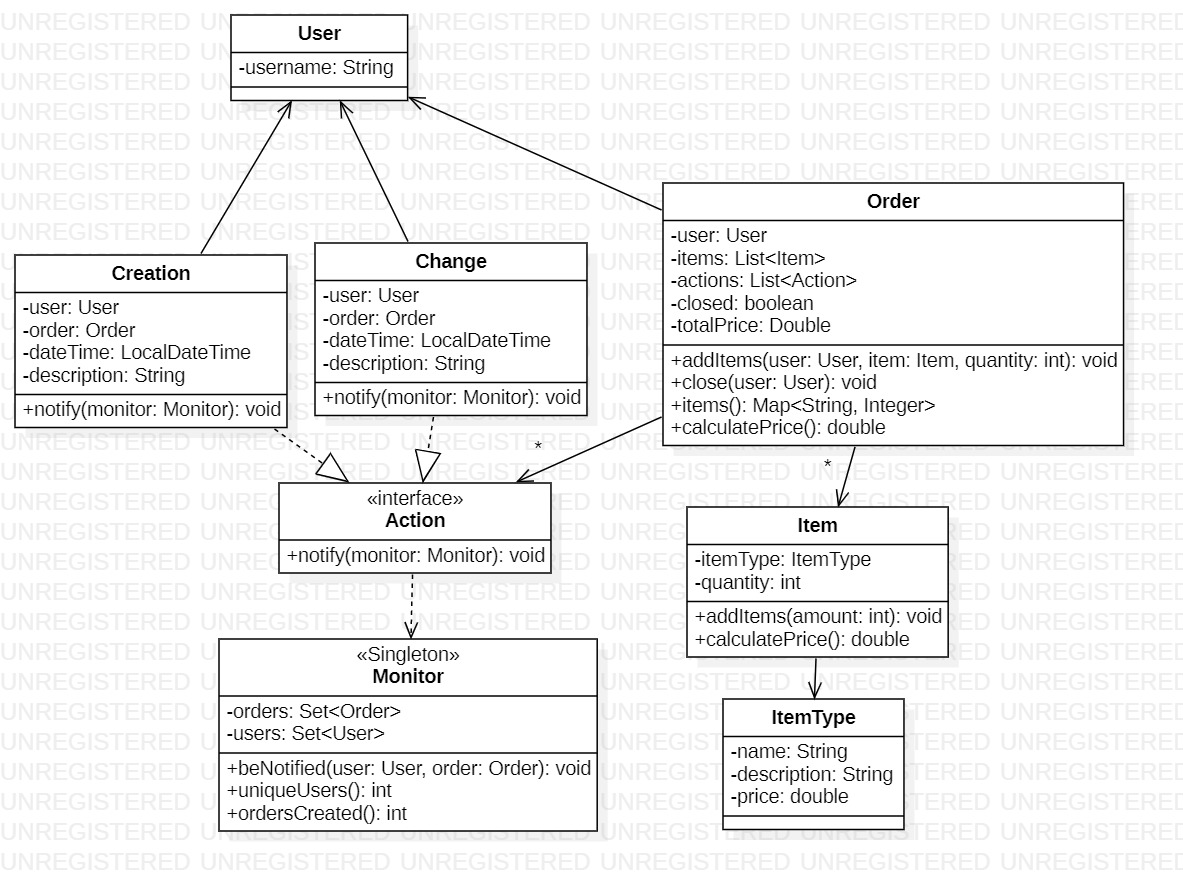 User
-username: String
Creation
-user: User
-order: Order
-dateTime: LocalDateTime
-description: String
+notify(monitor: Monitor): void
Change
-user: User
-order: Order
-dateTime: LocalDateTime
-description: String
+notify(monitor: Monitor): void
Order
-user: User
-items: List<Item>
-actions: List<Action>
-closed: boolean
-totalPrice: Double
+addItems(user: User, item: Item, quantity: int): void
+close(user: User): void
+items(): Map<String, Integer>
+calculatePrice(): double
*
*
«interface»
Action
+notify(monitor: Monitor): void
Item
-itemType: ItemType
-quantity: int
+addItems(amount: int): void
+calculatePrice(): double
«Singleton»
Monitor
-orders: Set<Order>
-users: Set<User>
+beNotified(user: User, order: Order): void
+uniqueUsers(): int
+ordersCreated(): int
ItemType
-name: String
-description: String
-price: double
UNREGISTERED